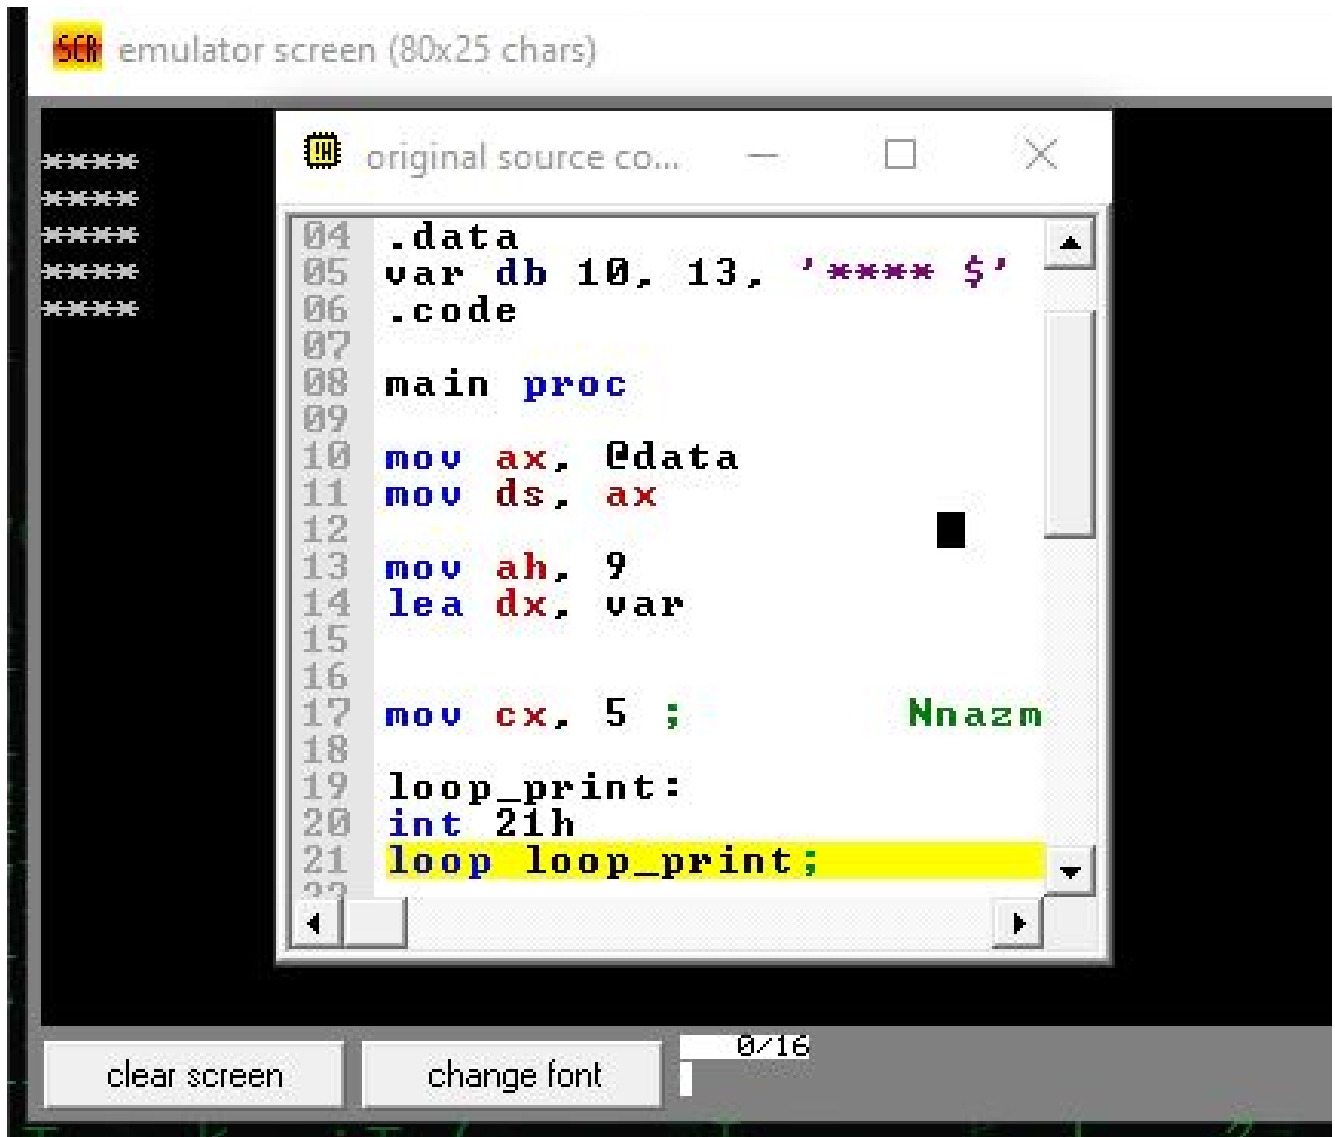 SCR emulator screen (80x25 chars)
****
****
****
****
****
original source co...
04 .data
05 var db 10, 13, '**** $'
06 .code
07
08 main proc
09
10 mov ax, @data
11 mov ds, ax
12
13 mov ah, 9
14 lea dx, var
15
16
17 mov cx, 5 ; Nnazm
18
19 loop_print:
20 int 21h
21 loop loop_print;
clear screen
change font
0/16